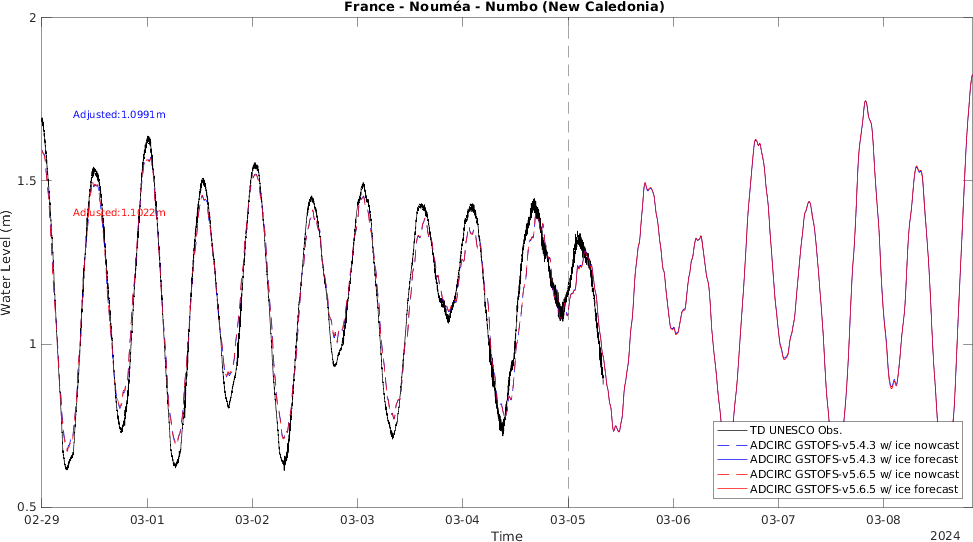 France - Nouméa - Numbo (New Caledonia)
2
Adjusted:1.0991m
1.5
Adjusted:1.1022m
Water Level (m)
1
TD UNESCO Obs.
ADCIRC GSTOFS-v5.4.3 w/ ice nowcast
ADCIRC GSTOFS-v5.4.3 w/ ice forecast
ADCIRC GSTOFS-v5.6.5 w/ ice nowcast
ADCIRC GSTOFS-v5.6.5 w/ ice forecast
0.5
02-29 03-01 03-02 03-03 03-04 03-05 03-06 03-07 03-08
Time
2024